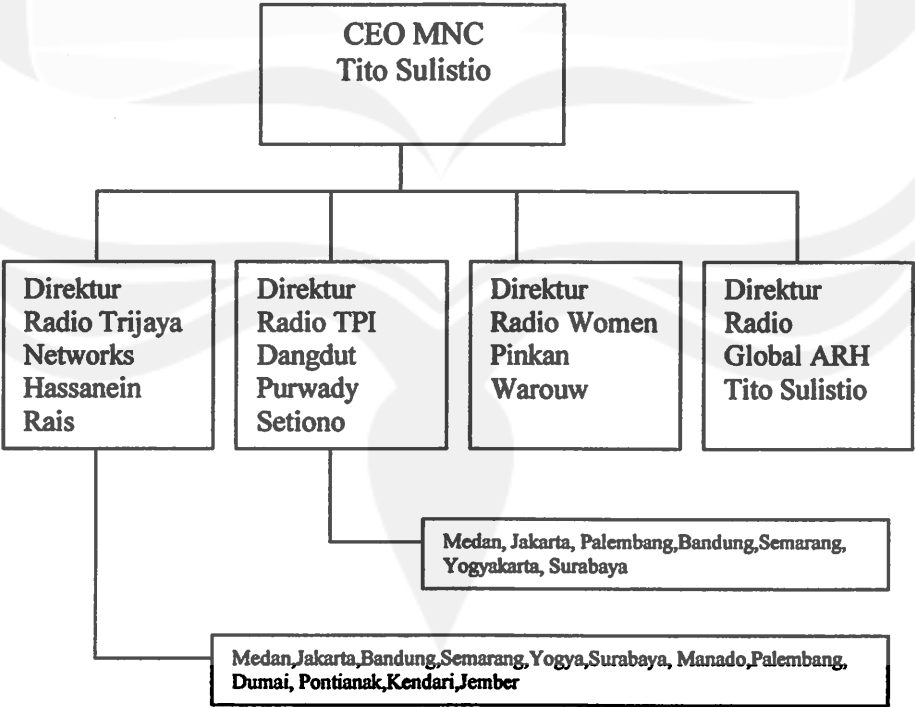 CEO MNC
Tito Sulistio
Direktur
Radio Trijaya
Networks
Hassanein
Rais
Direktur
Radio TPI
Dangdut
Purwady
Setiono
Direktur
Radio Women
Pinkan
Warouw
Direktur
Radio
Global ARH
Tito Sulistio
Medan, Jakarta, Palembang,Bandung,Semarang,
Yogyakarta, Surabaya
Medan,Jakarta,Bandung,Semarang,Yogya,Surabaya, Manado,Palembang,
Dumai, Pontianak,Kendari,Jember